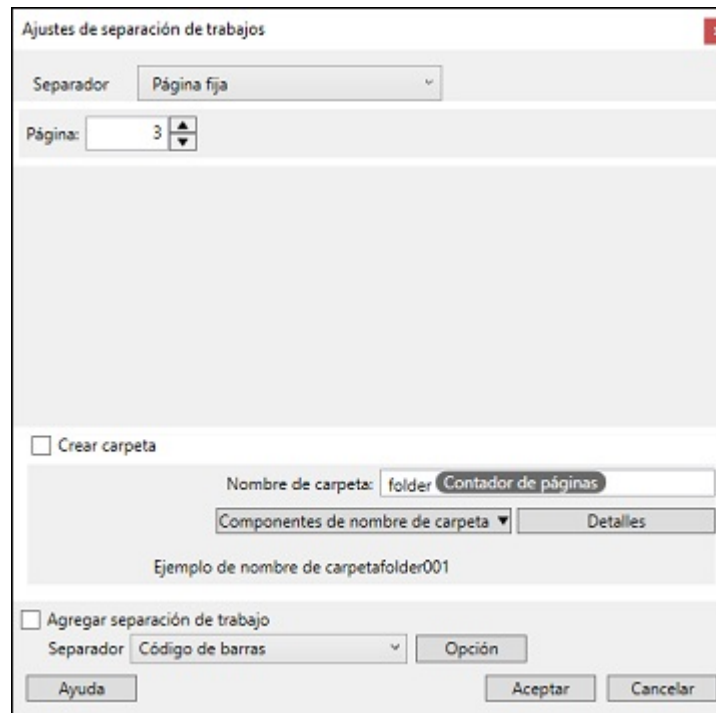 Ajustes de separación de trabajos
Separador Página fija
Página: 3
Crear carpeta
Nombre de carpeta: folder Contador de páginas
Componentes de nombre de carpeta Detalles
Ejemplo de nombre de carpetafolder001
Agregar separación de trabajo
Separador Código de barras Opción
Ayuda Aceptar Cancelar